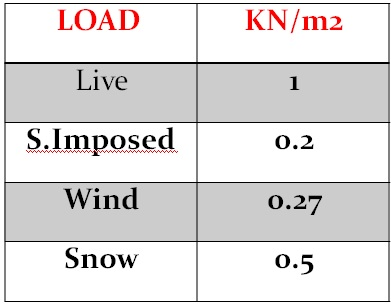 LOAD KN/m2
Live 1
S.Imposed 0.2
Wind 0.27
Snow 0.5